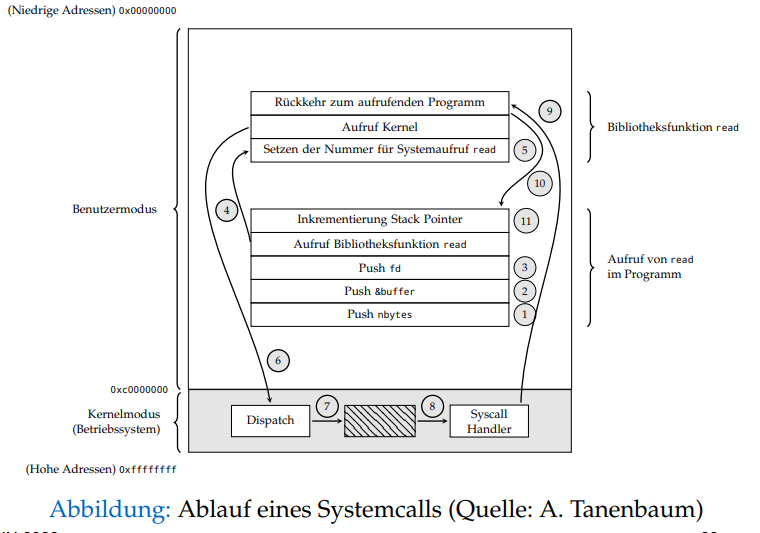 (Niedrige Adressen) 0x00000000
Rückkehr zum aufrufenden Programm
9
Aufruf Kernel
Bibliotheksfunktion read
Setzen der Nummer für Systemaufruf read
5
10
Benutzermodus
4
Inkrementierung Stack Pointer
11
Aufruf Bibliotheksfunktion read
Aufruf von read
im Programm
Push fd
3
Push &buffer
2
Push nbytes
1
6
0xc0000000
Kernelmodus
(Betriebssystem)
Dispatch
7
8
Syscall
Handler
(Hohe Adressen) 0xffffffff
Abbildung: Ablauf eines Systemcalls (Quelle: A. Tanenbaum)